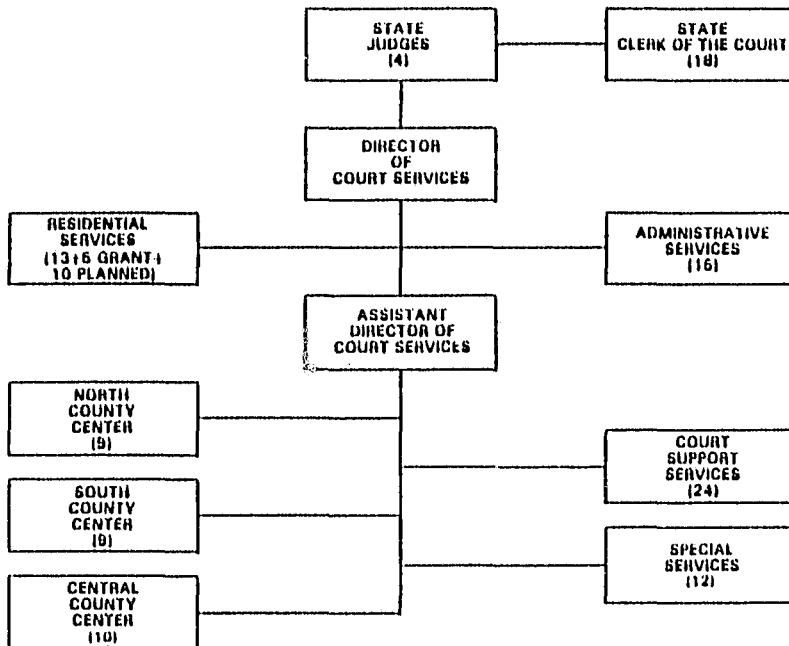 STATE
JUDGES
(4)
STATE
CLERK OF THE COURT
(18)
DIRECTOR
OF
COURT SERVICES
RESIDENTIAL
SERVICES
(13+5 GRANT+
10 PLANNED)
ADMINISTRATIVE
SERVICES
(16)
ASSISTANT
DIRECTOR OF
COURT SERVICES
NORTH
COUNTY
CENTER
(9)
COURT
SUPPORT
SERVICES
(24)
SOUTH
COUNTY
CENTER
(9)
SPECIAL
SERVICES
(12)
CENTRAL
COUNTY
CENTER
(10)